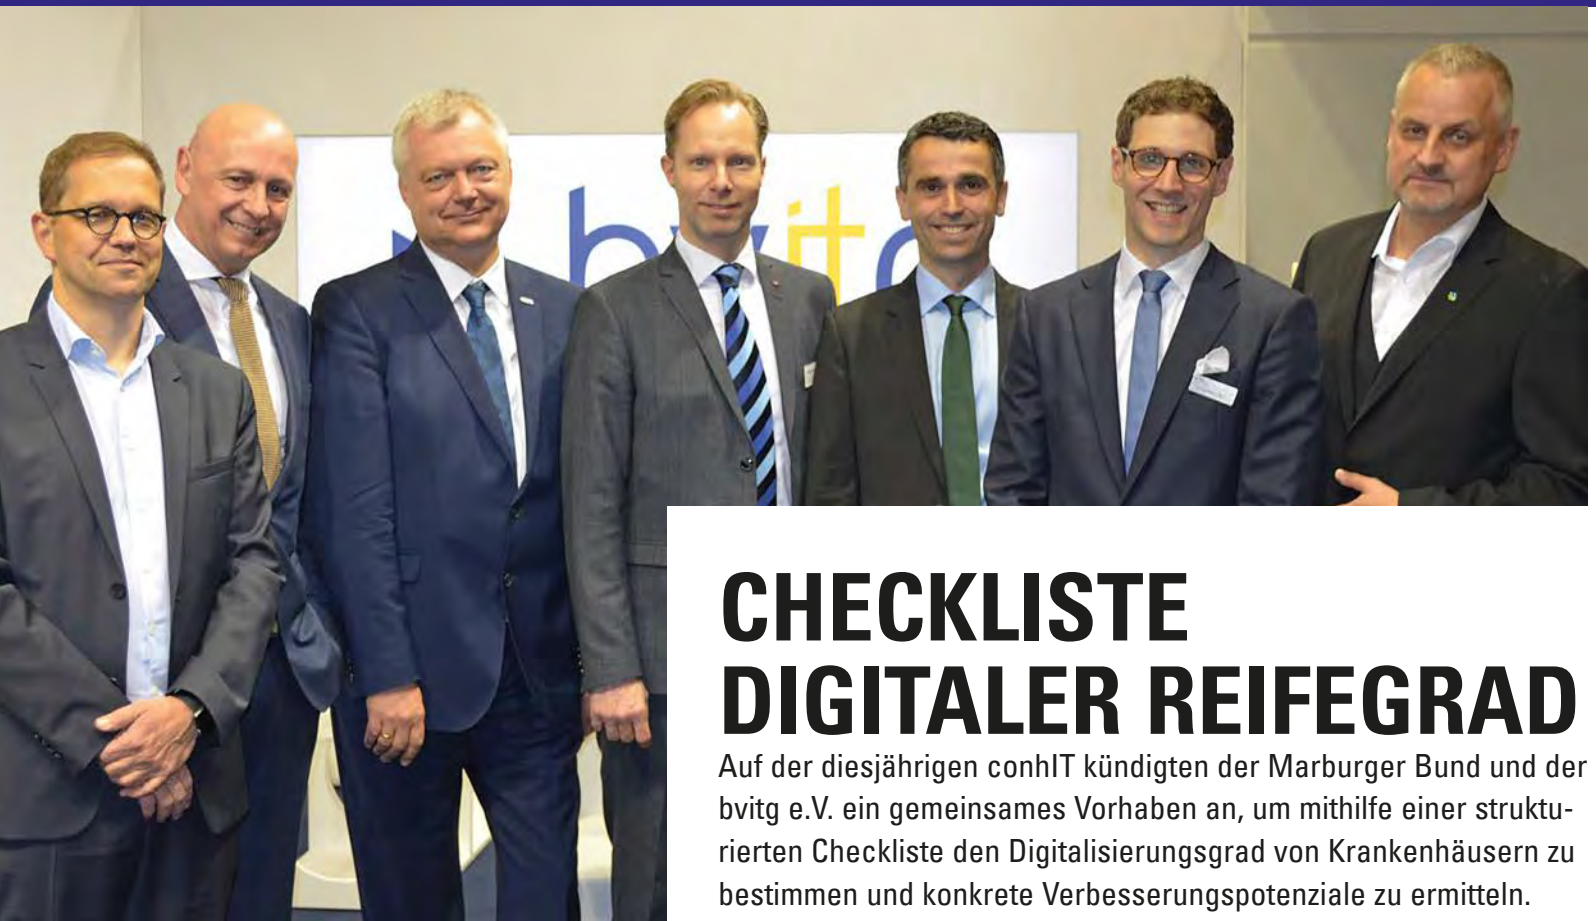 bvitg
CHECKLISTE
DIGITALER REIFEGRAD
Auf der diesjährigen conhIT kündigten der Marburger Bund und der
bvitg e.V. ein gemeinsames Vorhaben an, um mithilfe einer struktu-
rierten Checkliste den Digitalisierungsgrad von Krankenhäusern zu
bestimmen und konkrete Verbesserungspotenziale zu ermitteln.